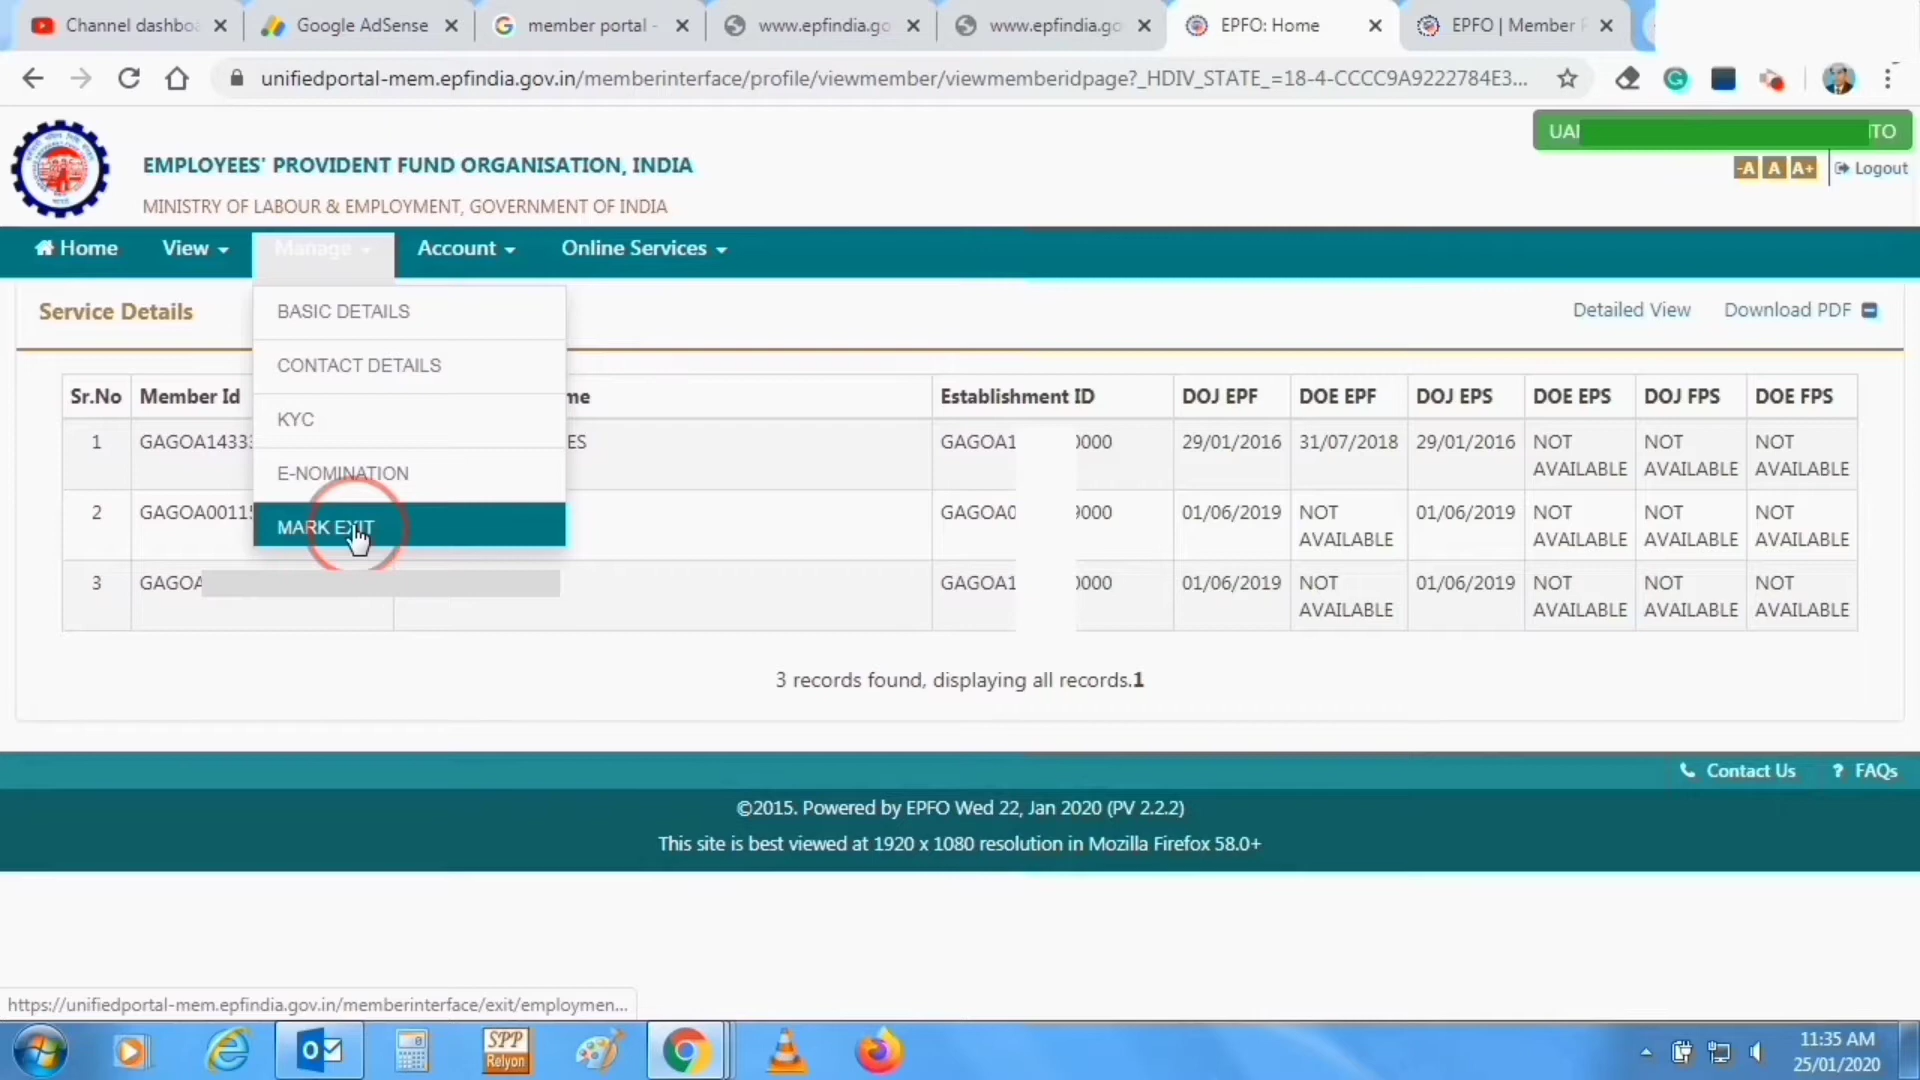 Channel dashbo
Google AdSense
member portal -
www.epfindia.go
www.epfindia.go
EPFO: Home
EPFO | Member P
unifiedportal-mem.epfindia.gov.in/memberinterface/profile/viewmember/viewmemberidpage?_HDIV_STATE_=18-4-CCCC9A9222784E3...
EMPLOYEES' PROVIDENT FUND ORGANISATION, INDIA
MINISTRY OF LABOUR & EMPLOYMENT, GOVERNMENT OF INDIA
UAI TO
-A A A+ Logout
Home View Manage Account Online Services
Service Details
Detailed View Download PDF
BASIC DETAILS
CONTACT DETAILS
KYC
E-NOMINATION
MARK EXIT
Sr.No Member Id me Establishment ID DOJ EPF DOE EPF DOJ EPS DOE EPS DOJ FPS DOE FPS
1 GAGOA1433 ES GAGOA1 0000 29/01/2016 31/07/2018 29/01/2016 NOT AVAILABLE NOT AVAILABLE NOT AVAILABLE
2 GAGOA0011 GAGOA0 9000 01/06/2019 NOT AVAILABLE 01/06/2019 NOT AVAILABLE NOT AVAILABLE NOT AVAILABLE
3 GAGOA GAGOA1 0000 01/06/2019 NOT AVAILABLE 01/06/2019 NOT AVAILABLE NOT AVAILABLE NOT AVAILABLE
3 records found, displaying all records.1
Contact Us ? FAQs
©2015. Powered by EPFO Wed 22, Jan 2020 (PV 2.2.2)
This site is best viewed at 1920 x 1080 resolution in Mozilla Firefox 58.0+
https://unifiedportal-mem.epfindia.gov.in/memberinterface/exit/employmen...
SPP
Relyon
11:35 AM
25/01/2020